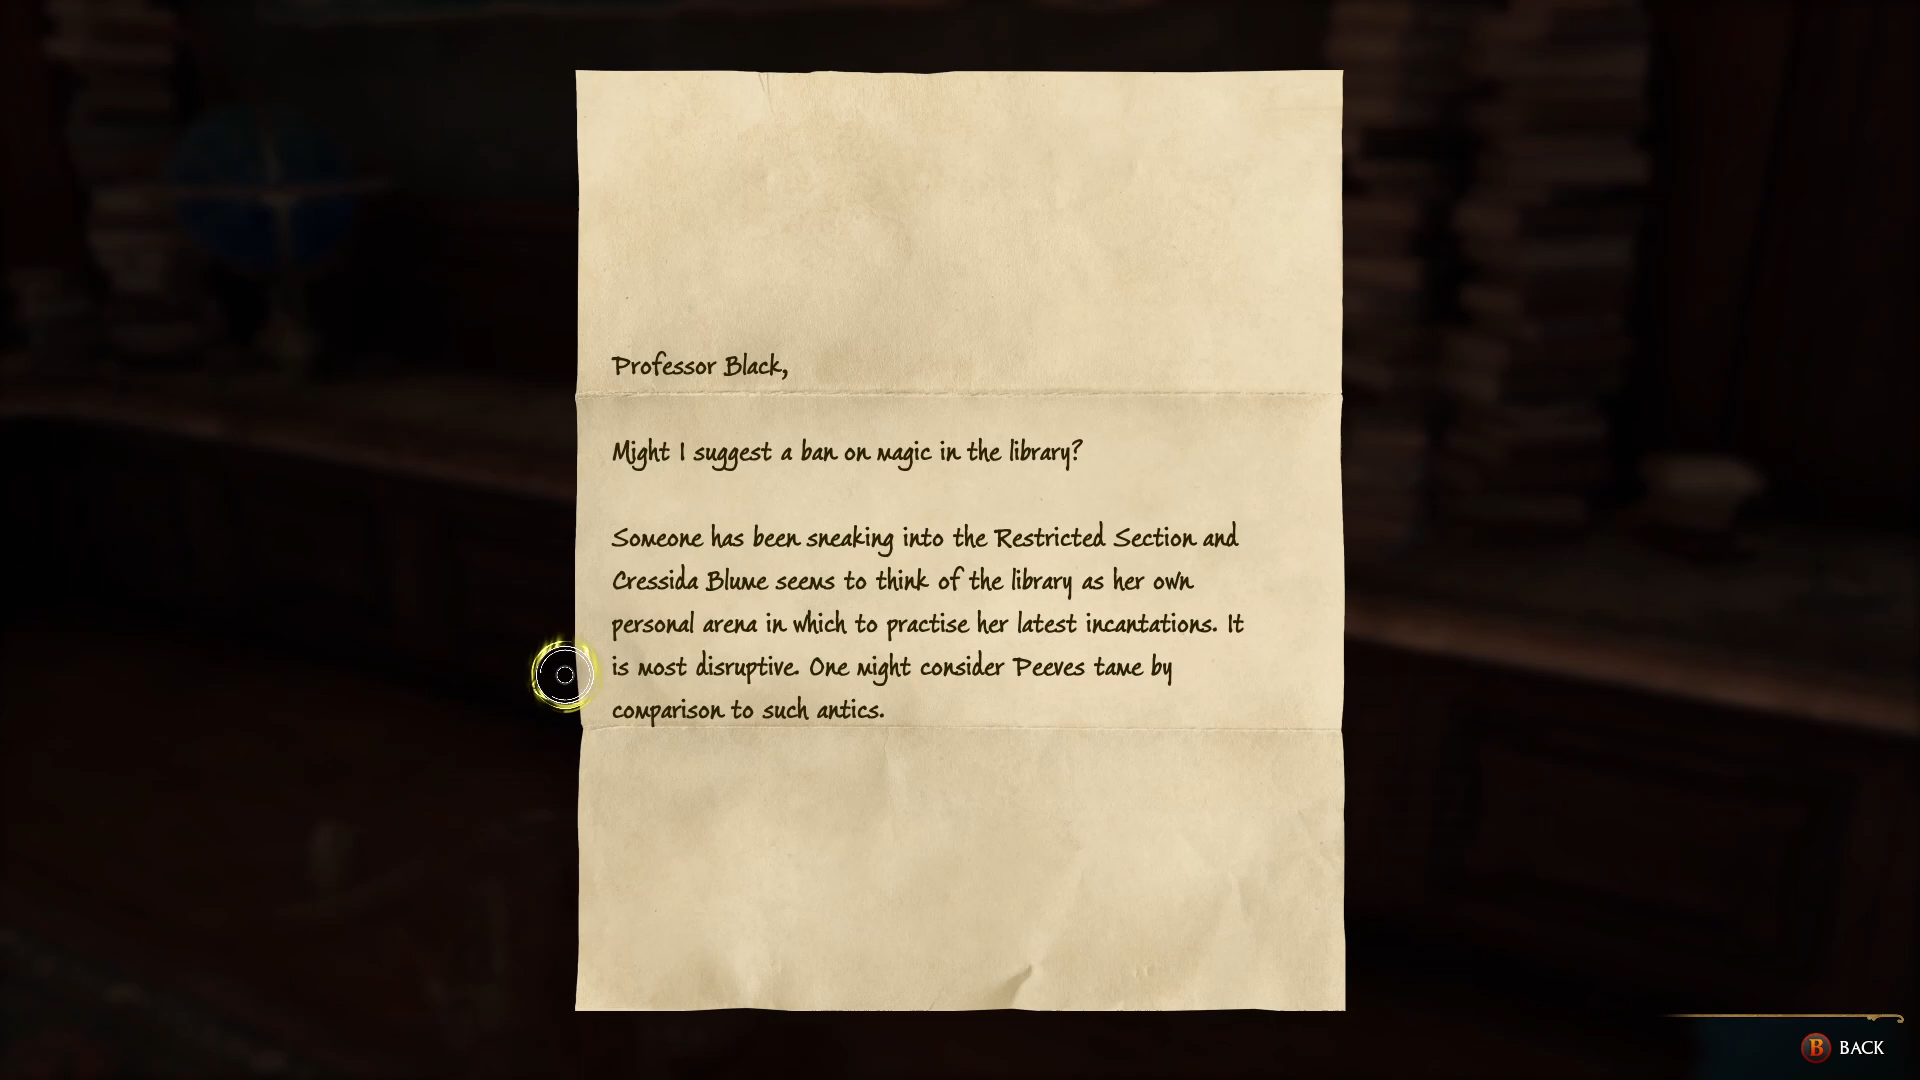 Professor Black,
Might I suggest a ban on magic in the library?
Someone has been sneaking into the Restricted Section and
Cressida Blume seems to think of the library as her own
personal arena in which to practise her latest incantations. It
is most disruptive. One might consider Peeves tame by
comparison to such antics.
B BACK